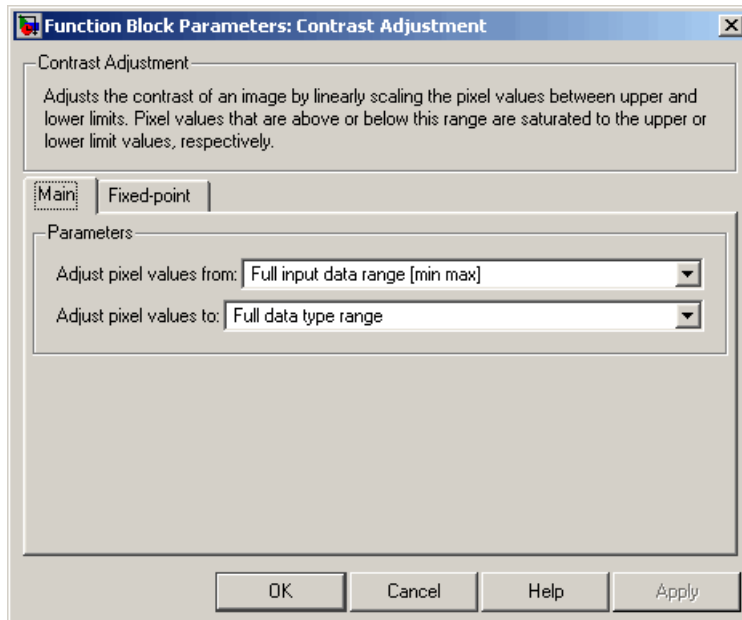 Function Block Parameters: Contrast Adjustment
Contrast Adjustment
Adjusts the contrast of an image by linearly scaling the pixel values between upper and
lower limits. Pixel values that are above or below this range are saturated to the upper or
lower limit values, respectively.
Main Fixed-point
Parameters
Adjust pixel values from: Full input data range [min max]
Adjust pixel values to: Full data type range
OK Cancel Help Apply